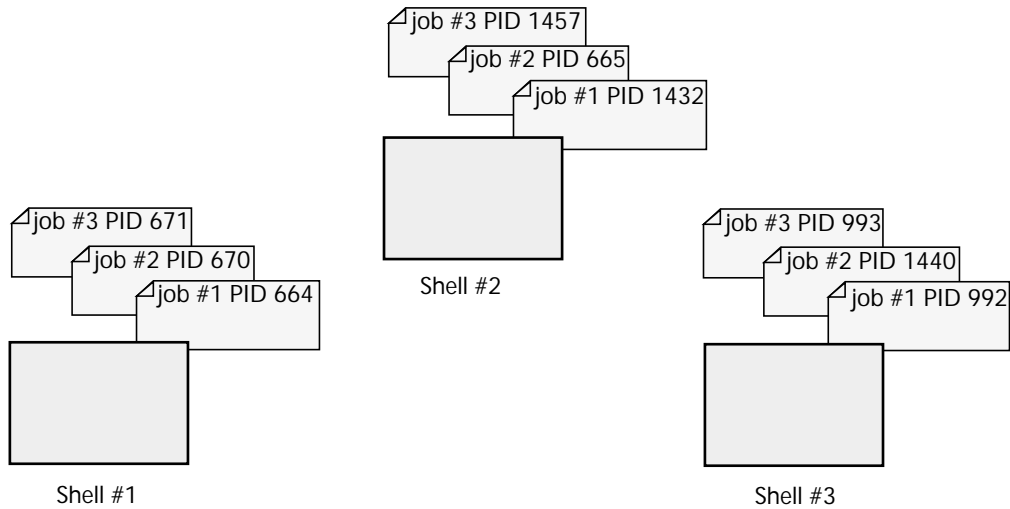 job #3 PID 1457
job #2 PID 665
job #1 PID 1432
Shell #2
job #3 PID 671
job #2 PID 670
job #1 PID 664
Shell #1
job #3 PID 993
job #2 PID 1440
job #1 PID 992
Shell #3